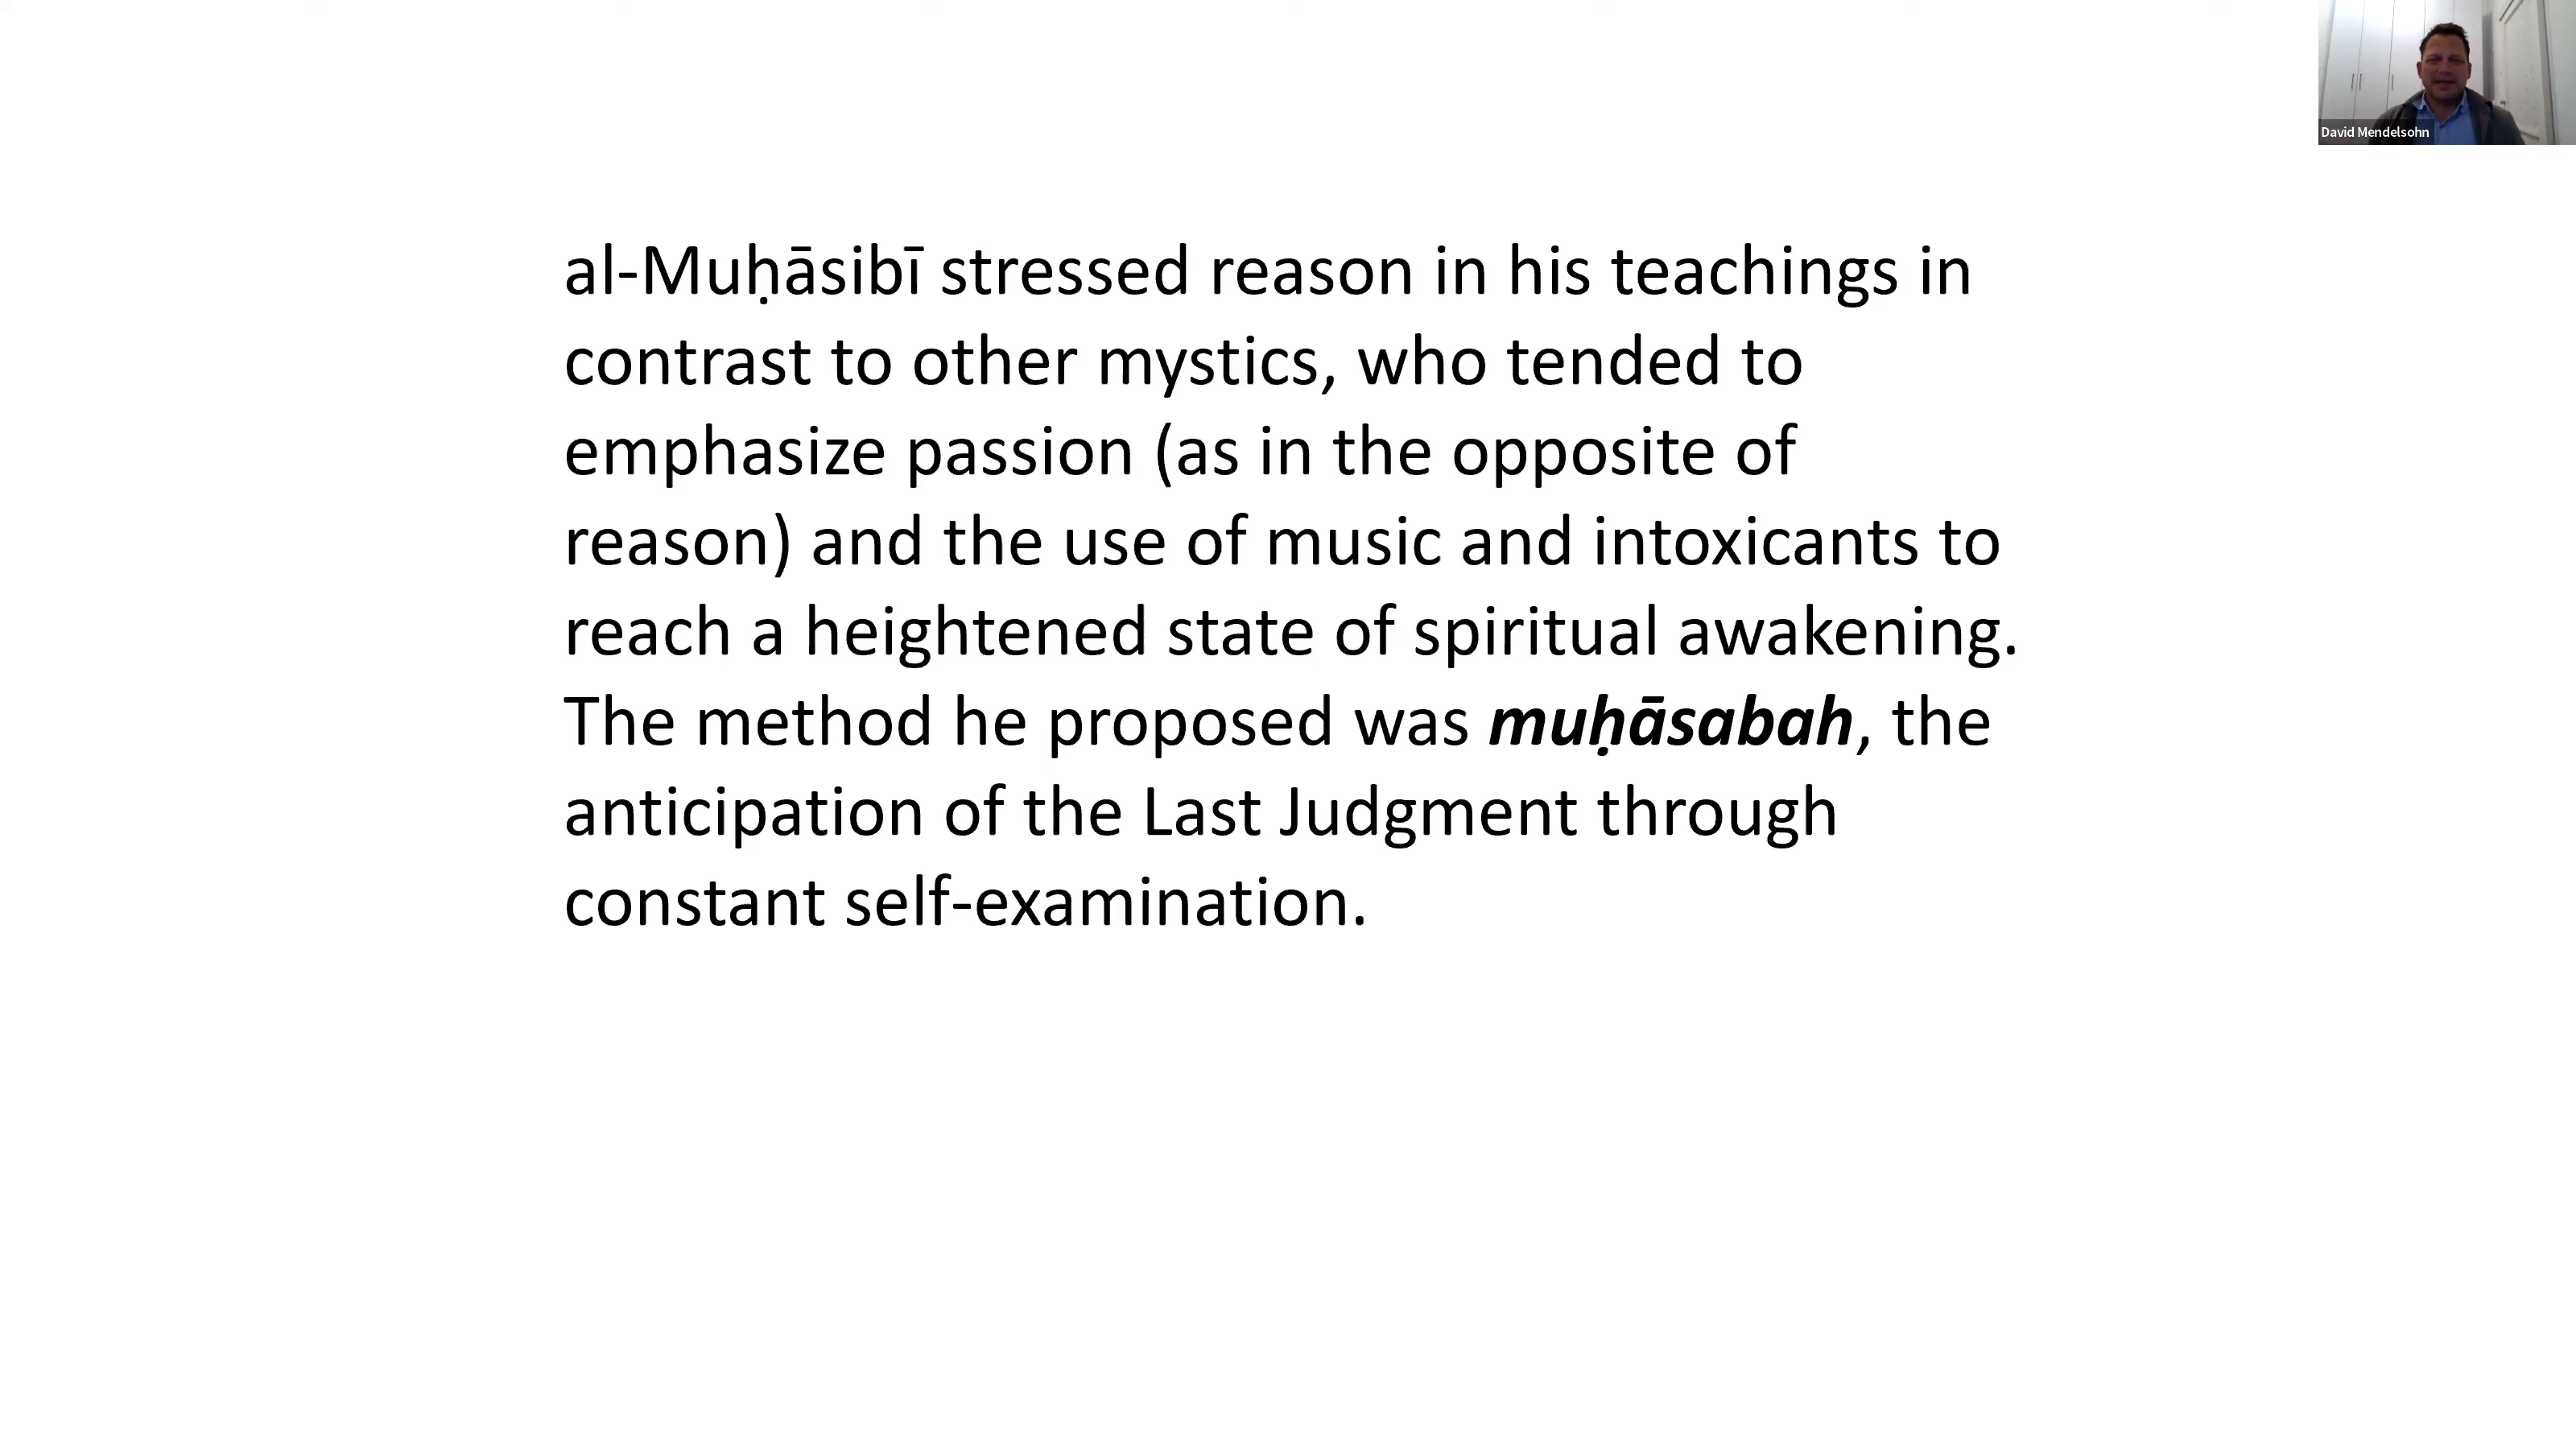 David Mendelsohn
al-Muḥāsibī stressed reason in his teachings in
contrast to other mystics, who tended to
emphasize passion (as in the opposite of
reason) and the use of music and intoxicants to
reach a heightened state of spiritual awakening.
The method he proposed was muḥāsabah, the
anticipation of the Last Judgment through
constant self-examination.